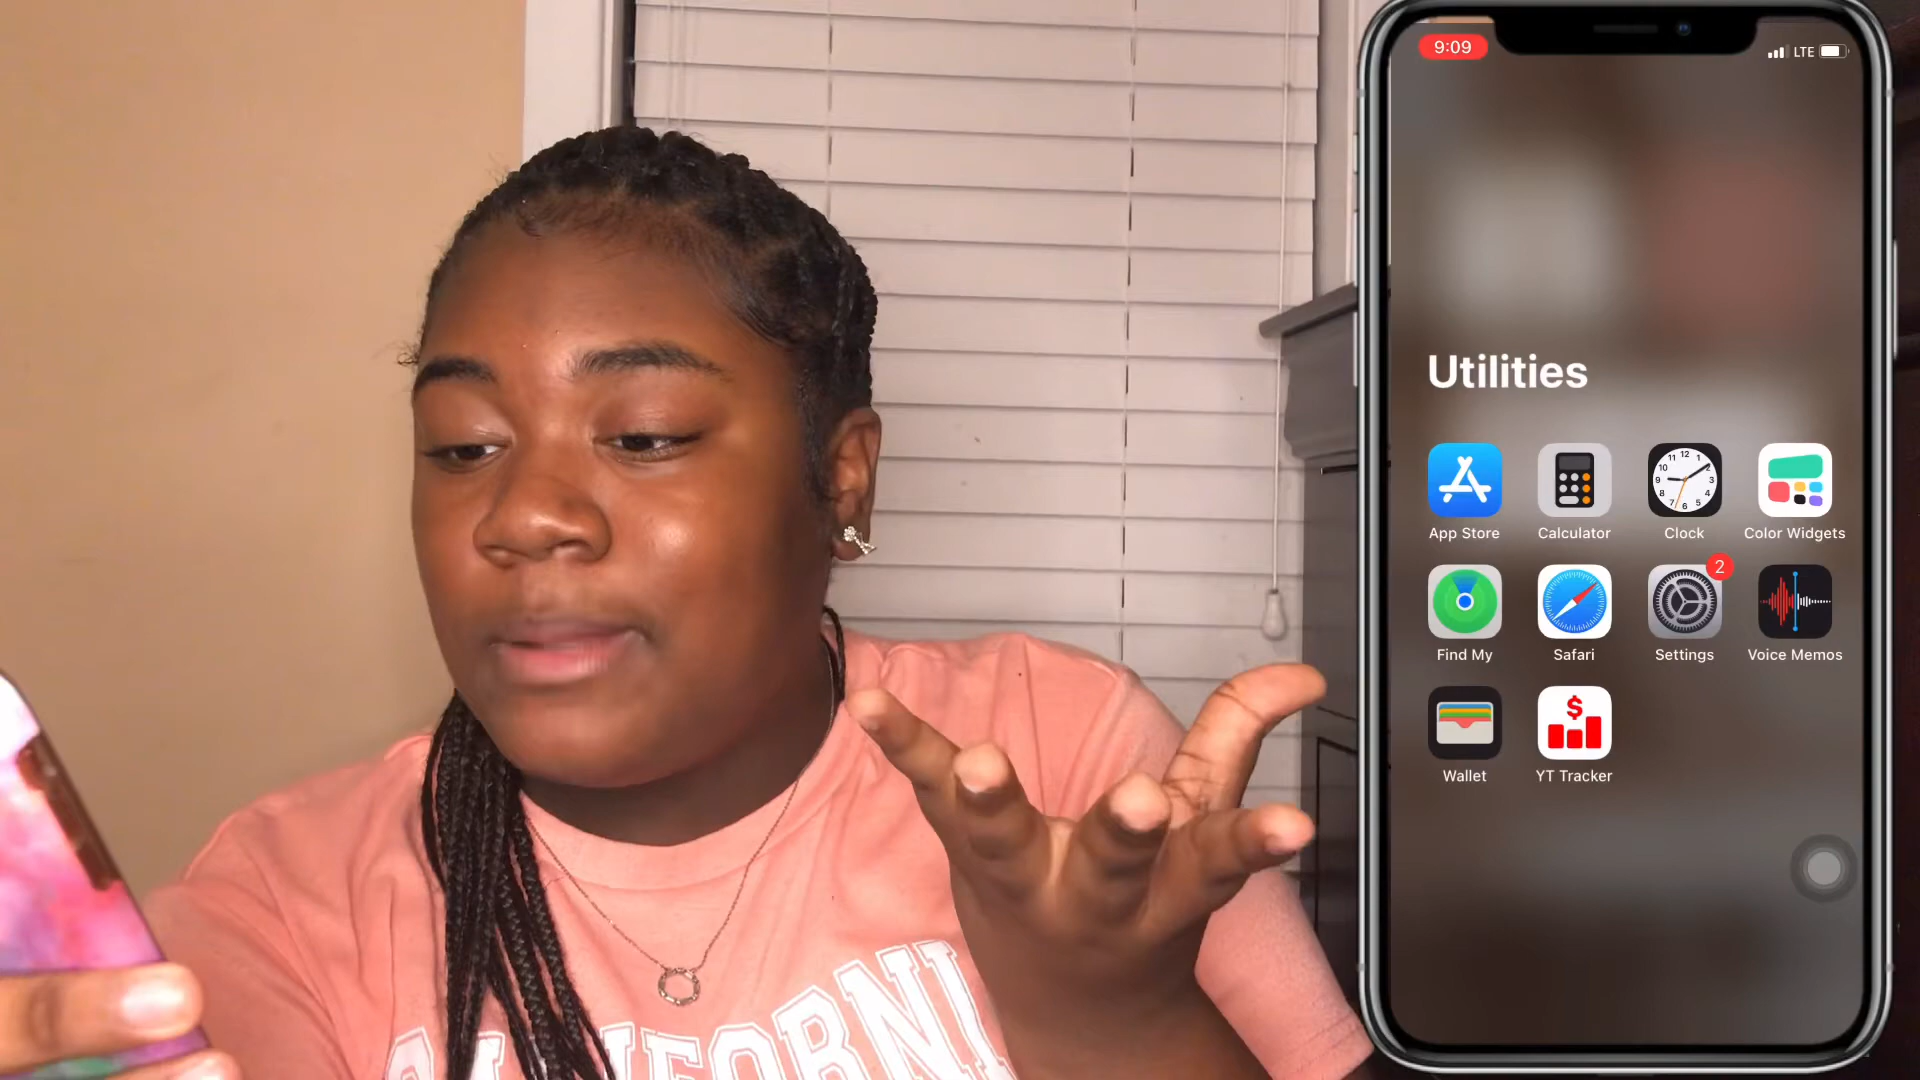 9:09
LTE
Utilities
App Store
Calculator
Clock
Color Widgets
2
Find My
Safari
Settings
Voice Memos
Wallet
YT Tracker
CALIFORNI